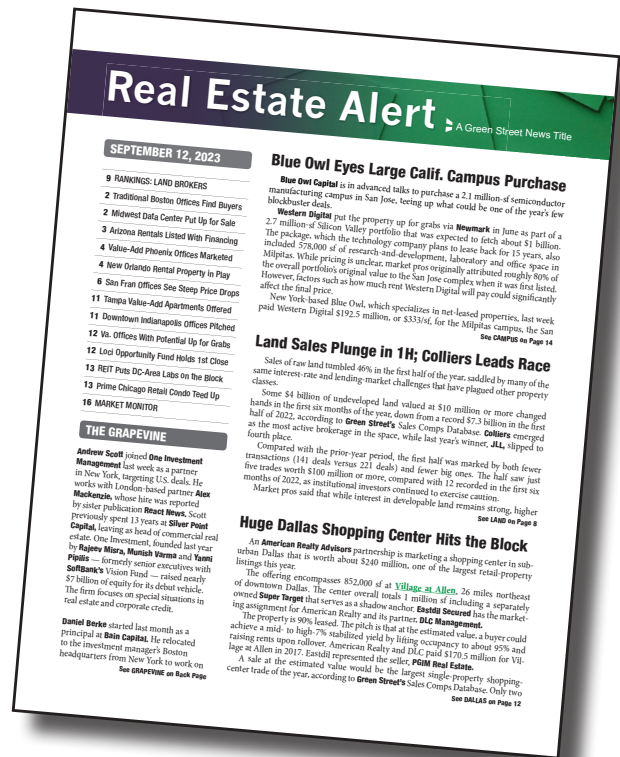 Real Estate Alert
A Green Street News Title
SEPTEMBER 12, 2023
9 RANKINGS: LAND BROKERS
2 Traditional Boston Offices Find Buyers
2 Midwest Data Center Put Up for Sale
3 Arizona Rentals Listed With Financing
4 Value-Add Phoenix Offices Marketed
4 New Orlando Rental Property in Play
6 San Fran Offices See Steep Price Drops
11 Tampa Value-Add Apartments Offered
11 Downtown Indianapolis Offices Pitched
12 Va. Offices With Potential Up for Grabs
12 Loci Opportunity Fund Holds 1st Close
13 REIT Puts DC-Area Labs on the Block
13 Prime Chicago Retail Condo Teed Up
16 MARKET MONITOR
THE GRAPEVINE
Andrew Scott joined One Investment
Management last week as a partner
in New York, targeting U.S. deals. He
works with London-based partner Alex
Mackenzie, whose hire was reported
by sister publication React News. Scott
previously spent 13 years at Silver Point
Capital, leaving as head of commercial real
estate. One Investment, founded last year
by Rajeev Misra, Munish Varma and Yanni
Pipilis — formerly senior executives with
SoftBank's Vision Fund — raised nearly
$7 billion of equity for its debut vehicle.
The firm focuses on special situations in
real estate and corporate credit.
Daniel Berke started last month as a
principal at Bain Capital. He relocated
to the investment manager's Boston
headquarters from New York to work on
See GRAPEVINE on Back Page
Blue Owl Eyes Large Calif. Campus Purchase
Blue Owl Capital is in advanced talks to purchase a 2.1 million-sf semiconductor
manufacturing campus in San Jose, teeing up what could be one of the year's few
blockbuster deals.
Western Digital put the property up for grabs via Newmark in June as part of a
2.7 million-sf Silicon Valley portfolio that was expected to fetch about $1 billion.
The package, which the technology company plans to lease back for 15 years, also
included 578,000 sf of research-and-development, laboratory and office space in
Milpitas. While pricing is unclear, market pros originally attributed roughly 80% of
the overall portfolio's original value to the San Jose complex when it was first listed.
However, factors such as how much rent Western Digital will pay could significantly
affect the final price.
New York-based Blue Owl, which specializes in net-leased properties, last week
paid Western Digital $192.5 million, or $333/sf, for the Milpitas campus, the San
See CAMPUS on Page 14
Land Sales Plunge in 1H; Colliers Leads Race
Sales of raw land tumbled 46% in the first half of the year, saddled by many of the
same interest-rate and lending-market challenges that have plagued other property
classes.
Some $4 billion of undeveloped land valued at $10 million or more changed
hands in the first six months of the year, down from a record $7.3 billion in the first
half of 2022, according to Green Street's Sales Comps Database. Colliers emerged
as the most active brokerage in the space, while last year's winner, JLL, slipped to
fourth place.
Compared with the prior-year period, the first half was marked by both fewer
transactions (141 deals versus 221 deals) and fewer big ones. The half saw just
five trades worth $100 million or more, compared with 12 recorded in the first six
months of 2022, as institutional investors continued to exercise caution.
Market pros said that while interest in developable land remains strong, higher
See LAND on Page 8
Huge Dallas Shopping Center Hits the Block
An American Realty Advisors partnership is marketing a shopping center in sub-
urban Dallas that is worth about $240 million, one of the largest retail-property
listings this year.
The offering encompasses 852,000 sf at Village at Allen, 26 miles northeast
of downtown Dallas. The center overall totals 1 million sf including a separately
owned Super Target that serves as a shadow anchor. Eastdil Secured has the market-
ing assignment for American Realty and its partner, DLC Management.
The property is 90% leased. The pitch is that at the estimated value, a buyer could
achieve a mid- to high-7% stabilized yield by lifting occupancy to about 95% and
raising rents upon rollover. American Realty and DLC paid $170.5 million for Vil-
lage at Allen in 2017. Eastdil represented the seller, PGIM Real Estate.
A sale at the estimated value would be the largest single-property shopping-
center trade of the year, according to Green Street's Sales Comps Database. Only two
See DALLAS on Page 12